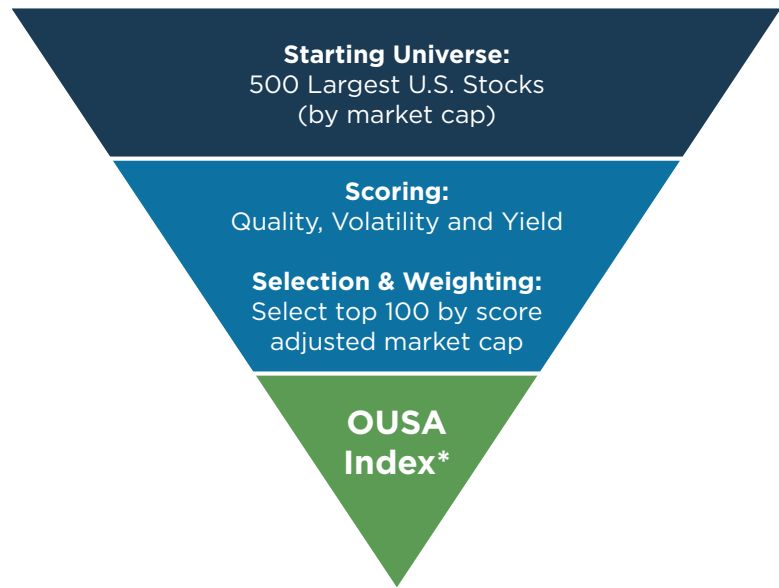 Starting Universe:
500 Largest U.S. Stocks
(by market cap)
Scoring:
Quality, Volatility and Yield
Selection & Weighting:
Select top 100 by score
adjusted market cap
OUSA
Index*